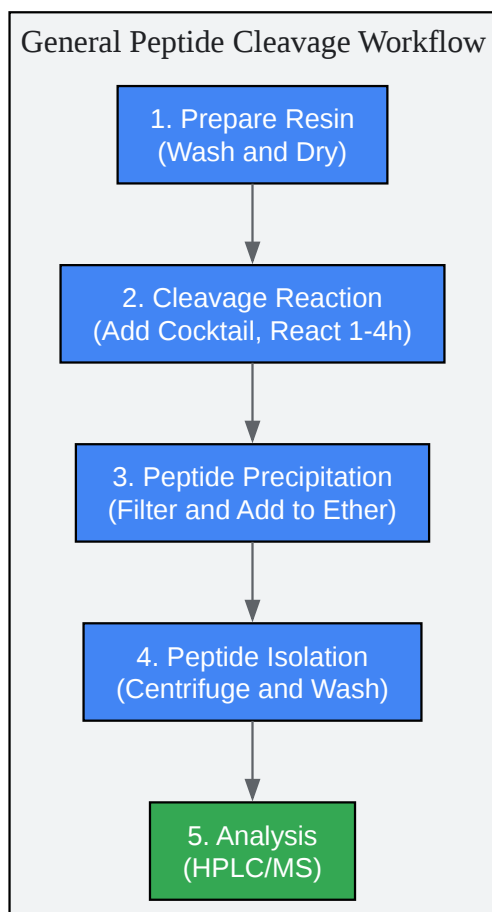 General Peptide Cleavage Workflow
1. Prepare Resin
(Wash and Dry)
2. Cleavage Reaction
(Add Cocktail, React 1-4h)
3. Peptide Precipitation
(Filter and Add to Ether)
4. Peptide Isolation
(Centrifuge and Wash)
5. Analysis
(HPLC/MS)